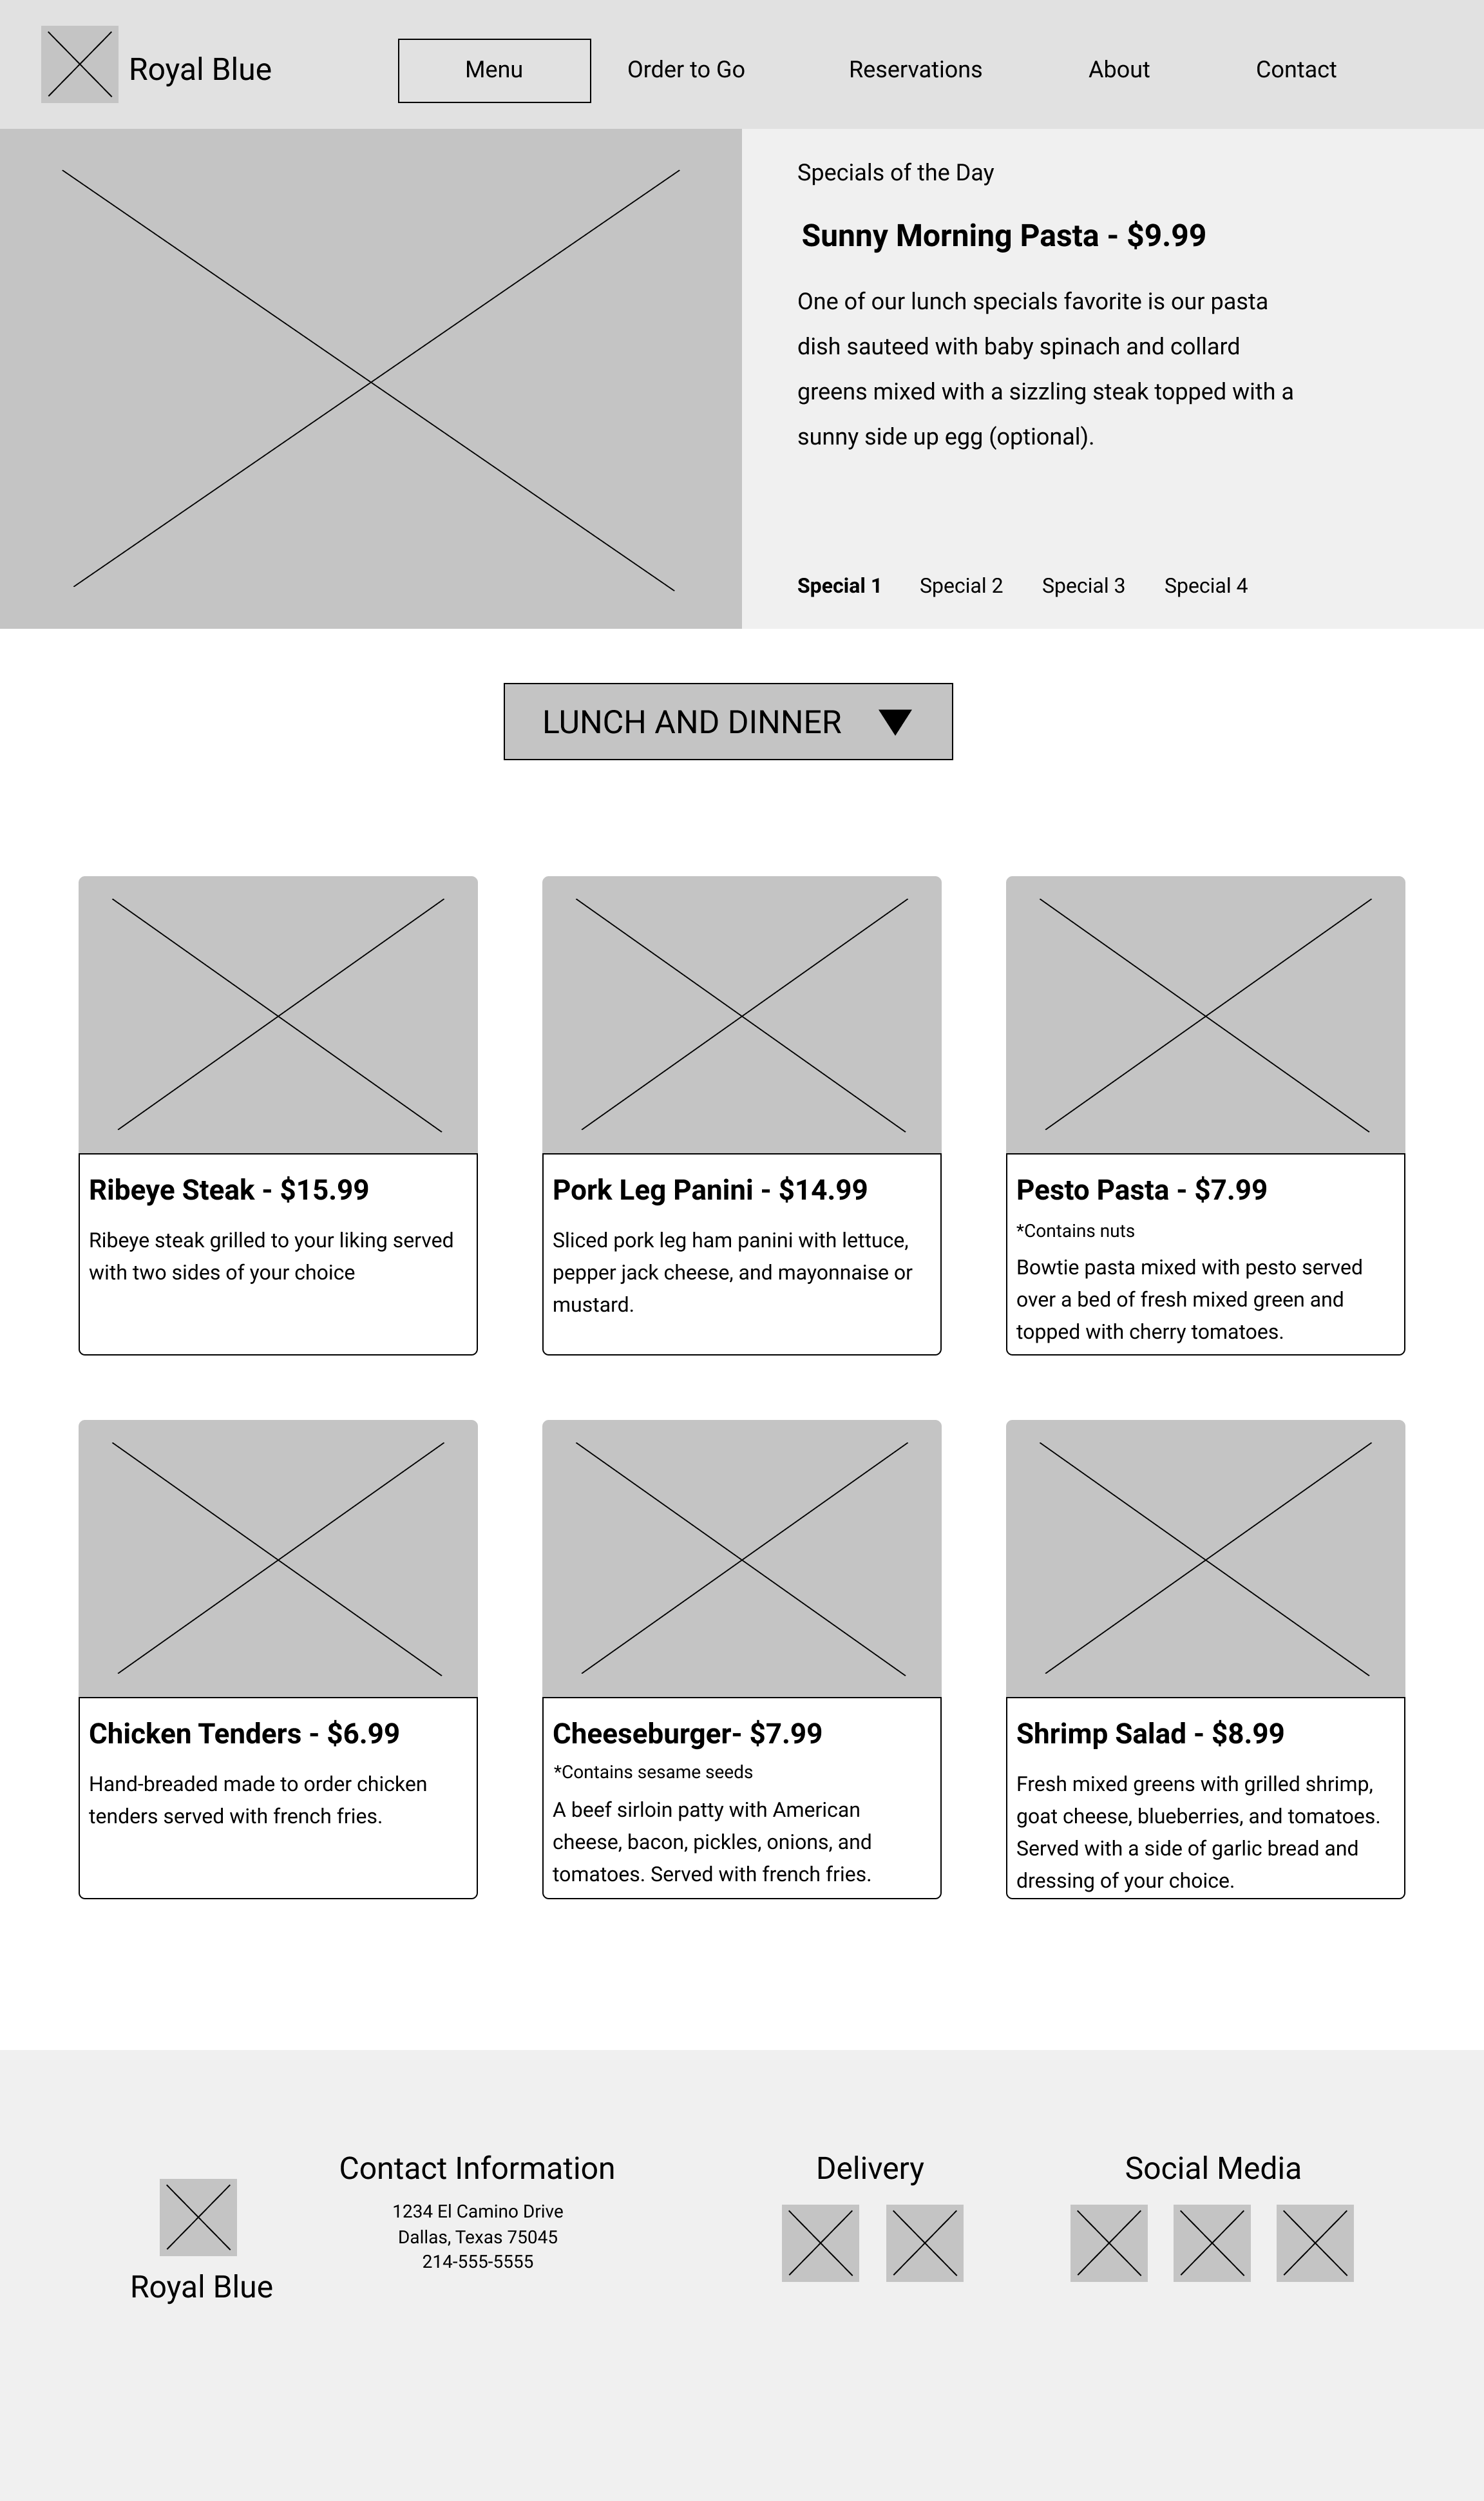 Royal Blue
Menu
Order to Go
Reservations
About
Contact
Specials of the Day
Sunny Morning Pasta - $9.99
One of our lunch specials favorite is our pasta
dish sauteed with baby spinach and collard
greens mixed with a sizzling steak topped with a
sunny side up egg (optional).
Special 1
Special 2
Special 3
Special 4
LUNCH AND DINNER
Ribeye Steak - $15.99
Ribeye steak grilled to your liking served
with two sides of your choice
Pork Leg Panini - $14.99
Sliced pork leg ham panini with lettuce,
pepper jack cheese, and mayonnaise or
mustard.
Pesto Pasta - $7.99
*Contains nuts
Bowtie pasta mixed with pesto served
over a bed of fresh mixed green and
topped with cherry tomatoes.
Chicken Tenders - $6.99
Hand-breaded made to order chicken
tenders served with french fries.
Cheeseburger- $7.99
*Contains sesame seeds
A beef sirloin patty with American
cheese, bacon, pickles, onions, and
tomatoes. Served with french fries.
Shrimp Salad - $8.99
Fresh mixed greens with grilled shrimp,
goat cheese, blueberries, and tomatoes.
Served with a side of garlic bread and
dressing of your choice.
Royal Blue
Contact Information
1234 El Camino Drive
Dallas, Texas 75045
214-555-5555
Delivery
Social Media